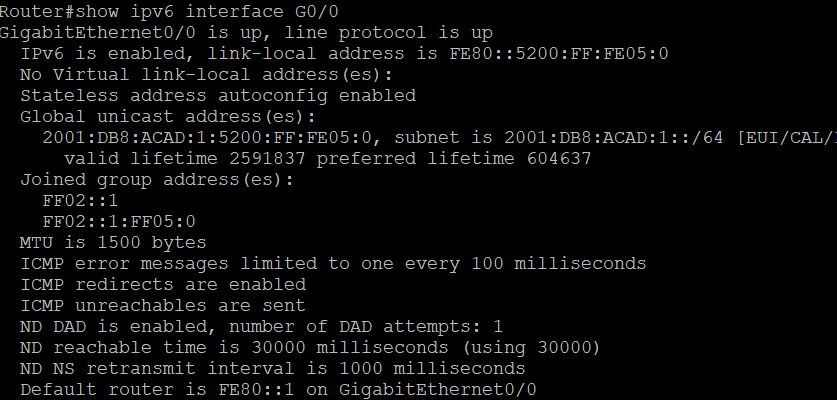 Router#show ipv6 interface G0/0
GigabitEthernet0/0 is up, line protocol is up
IPv6 is enabled, link-local address is FE80::5200:FF:FE05:0
No Virtual link-local address(es):
Stateless address autoconfig enabled
Global unicast address(es):
2001:DB8:ACAD:1:5200:FF:FE05:0, subnet is 2001:DB8:ACAD:1::/64 [EUI/CAL/
valid lifetime 2591837 preferred lifetime 604637
Joined group address(es):
FF02::1
FF02::1:FF05:0
MTU is 1500 bytes
ICMP error messages limited to one every 100 milliseconds
ICMP redirects are enabled
ICMP unreachables are sent
ND DAD is enabled, number of DAD attempts: 1
ND reachable time is 30000 milliseconds (using 30000)
ND NS retransmit interval is 1000 milliseconds
Default router is FE80::1 on GigabitEthernet0/0